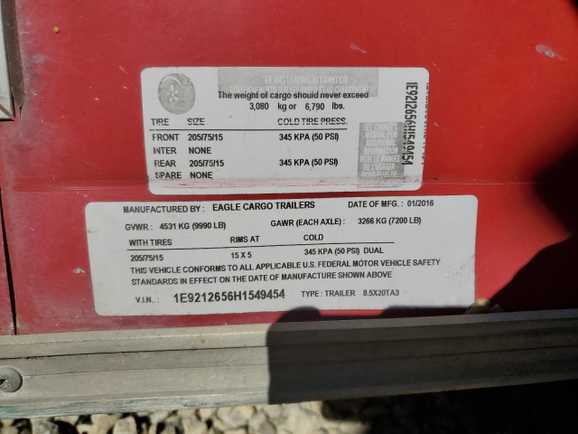 The weight of cargo should never exceed
3,080 kg or 6,790 lbs.
TIRE SIZE COLD TIRE PRESS.
FRONT 205/75/15 345 KPA (50 PSI)
INTER NONE
REAR 205/75/15 345 KPA (50 PSI)
SPARE NONE
1E9212656H1549454
MANUFACTURED BY: EAGLE CARGO TRAILERS DATE OF MFG. : 01/2016
GVWR: 4531 KG (9990 LB) GAWR (EACH AXLE) : 3266 KG (7200 LB)
WITH TIRES RIMS AT COLD
205/75/15 15 X 5 345 KPA (50 PSI) DUAL
THIS VEHICLE CONFORMS TO ALL APPLICABLE U.S. FEDERAL MOTOR VEHICLE SAFETY
STANDARDS IN EFFECT ON THE DATE OF MANUFACTURE SHOWN ABOVE
V.I.N.: 1E9212656H1549454 TYPE: TRAILER 8.5X20TA3